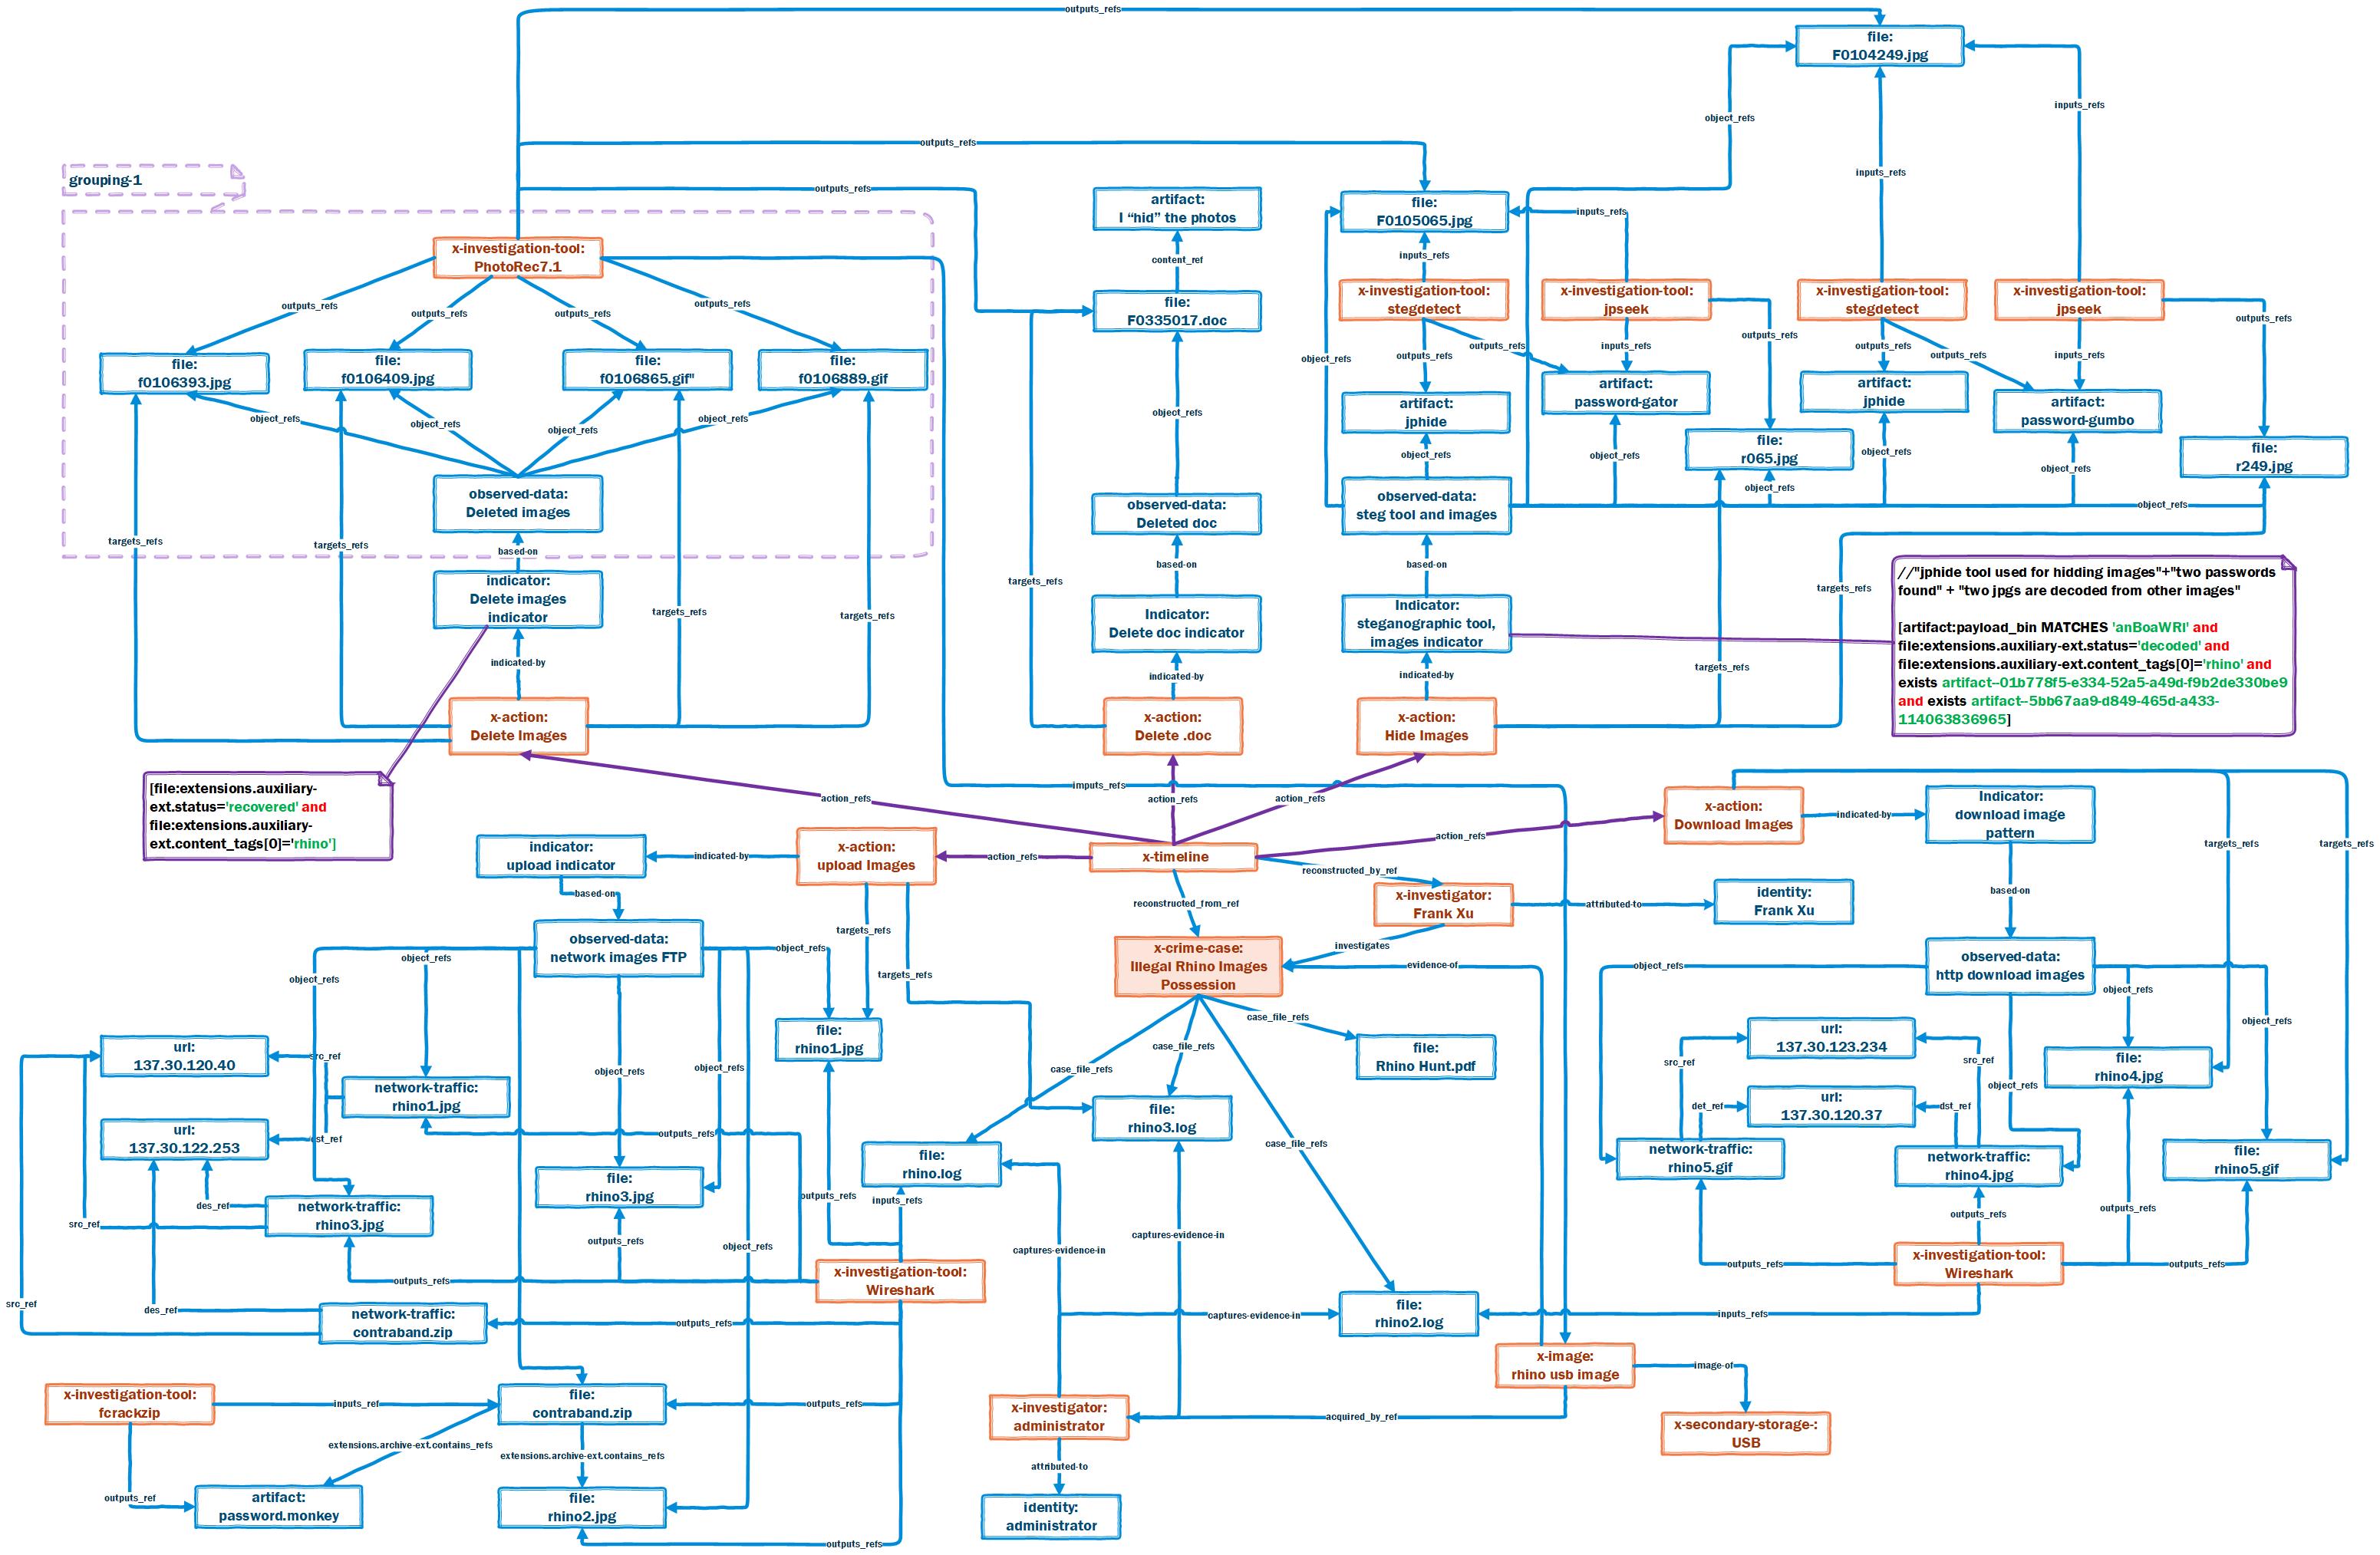 outputs_refs
file:
F0104249.jpg
inputs_refs
object_refs
outputs_refs
inputs_refs
grouping-1
outputs_refs
artifact:
I “hid” the photos
file:
F0105065.jpg
inputs_refs
x-investigation-tool:
PhotoRec7.1
content_ref
inputs_refs
outputs_refs
outputs_refs
outputs_refs
outputs_refs
file:
F0335017.doc
x-investigation-tool:
stegdetect
x-investigation-tool:
jpseek
x-investigation-tool:
stegdetect
x-investigation-tool:
jpseek
outputs_refs
outputs_refs
file:
f0106393.jpg
file:
f0106409.jpg
file:
f0106865.gif"
file:
f0106889.gif
object_refs
outputs_refs
outputs_refs
inputs_refs
outputs_refs
outputs_refs
inputs_refs
artifact:
jphide
artifact:
password-gator
artifact:
jphide
artifact:
password-gumbo
object_refs
object_refs
object_refs
object_refs
object_refs
file:
r065.jpg
file:
r249.jpg
object_refs
object_refs
object_refs
object_refs
object_refs
object_refs
observed-data:
Deleted images
observed-data:
Deleted doc
observed-data:
steg tool and images
targets_refs
targets_refs
based-on
based-on
based-on
targets_refs
targets_refs
targets_refs
targets_refs
targets_refs
targets_refs
indicator:
Delete images
indicator
Indicator:
Delete doc indicator
Indicator:
steganographic tool,
images indicator
//"jphide tool used for hidding images"+"two passwords
found" + "two jpgs are decoded from other images"
[artifact:payload_bin MATCHES 'anBoaWRl' and
file:extensions.auxiliary-ext.status='decoded' and
file:extensions.auxiliary-ext.content_tags[0]='rhino' and
exists artifact--01b778f5-e334-52a5-a49d-f9b2de330be9
and exists artifact--5bb67aa9-d849-465d-a433-
114063836965]
indicated-by
indicated-by
indicated-by
x-action:
Delete Images
x-action:
Delete .doc
x-action:
Hide Images
[file:extensions.auxiliary-
ext.status='recovered' and
file:extensions.auxiliary-
ext.content_tags[0]='rhino']
action_refs
action_refs
action_refs
imputs_refs
action_refs
x-action:
Download Images
indicated-by
Indicator:
download image
pattern
targets_refs
targets_refs
indicator:
upload indicator
indicated-by
x-action:
upload Images
action_refs
x-timeline
reconstructed_by_ref
based-on
reconstructed_from_ref
x-investigator:
Frank Xu
attributed-to
identity:
Frank Xu
based-on
observed-data:
network images FTP
targets_refs
targets_refs
object_refs
object_refs
object_refs
x-crime-case:
Illegal Rhino Images
Possession
investigates
evidence-of
object_refs
observed-data:
http download images
object_refs
object_refs
case_file_refs
case_file_refs
case_file_refs
case_file_refs
file:
rhino1.jpg
file:
Rhino Hunt.pdf
url:
137.30.120.40
src_ref
url:
137.30.123.234
src_ref
src_ref
file:
rhino4.jpg
object_refs
object_refs
object_refs
network-traffic:
rhino1.jpg
url:
137.30.122.253
dst_ref
outputs_refs
file:
rhino3.log
url:
137.30.120.37
det_ref
dst_ref
file:
rhino.log
network-traffic:
rhino5.gif
network-traffic:
rhino4.jpg
file:
rhino5.gif
file:
rhino3.jpg
outputs_refs
inputs_refs
des_ref
src_ref
network-traffic:
rhino3.jpg
outputs_refs
object_refs
captures-evidence-in
captures-evidence-in
outputs_refs
outputs_refs
outputs_refs
outputs_refs
x-investigation-tool:
Wireshark
x-investigation-tool:
Wireshark
outputs_refs
src_ref
des_ref
network-traffic:
contraband.zip
outputs_refs
captures-evidence-in
file:
rhino2.log
inputs_refs
x-image:
rhino usb image
image-of
x-investigation-tool:
fcrackzip
inputs_ref
file:
contraband.zip
outputs_refs
x-investigator:
administrator
acquired_by_ref
x-secondary-storage-:
USB
extensions.archive-ext.contains_refs
extensions.archive-ext.contains_refs
attributed-to
outputs_ref
artifact:
password.monkey
file:
rhino2.jpg
identity:
administrator
outputs_refs